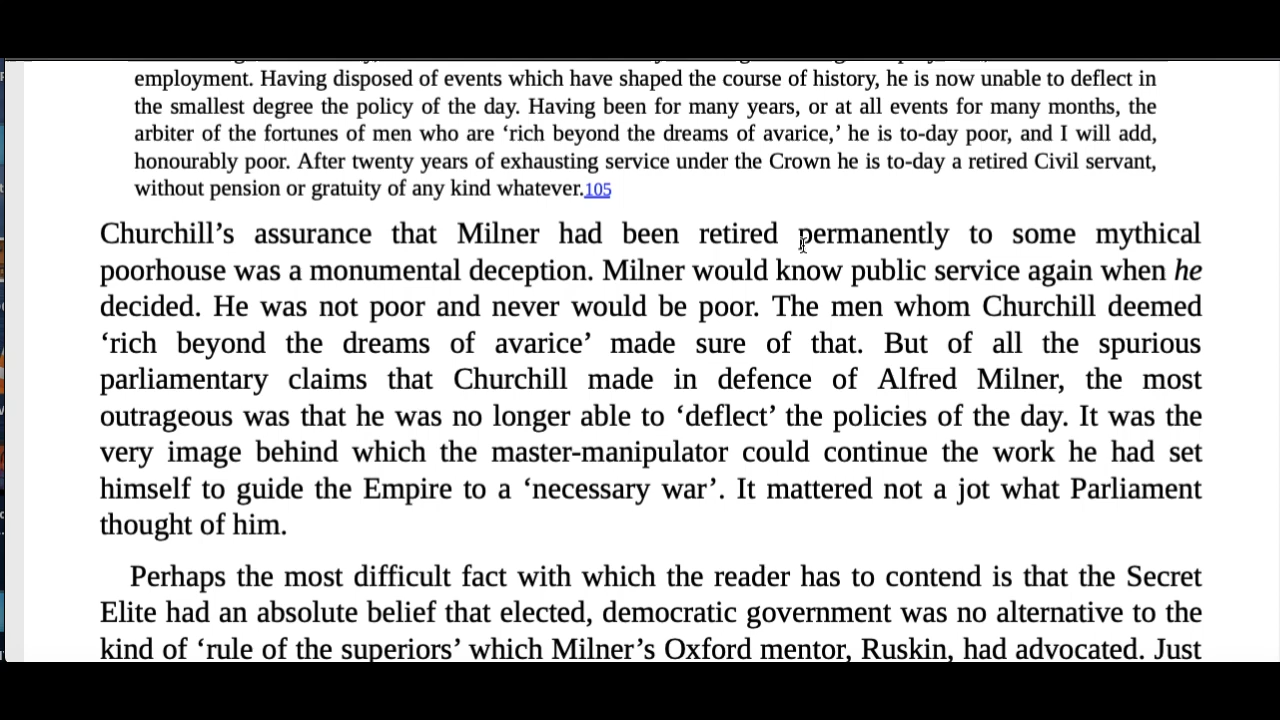 employment. Having disposed of events which have shaped the course of history, he is now unable to deflect in
the smallest degree the policy of the day. Having been for many years, or at all events for many months, the
arbiter of the fortunes of men who are ‘rich beyond the dreams of avarice,’ he is to-day poor, and I will add,
honourably poor. After twenty years of exhausting service under the Crown he is to-day a retired Civil servant,
without pension or gratuity of any kind whatever.105
Churchill’s assurance that Milner had been retired permanently to some mythical
poorhouse was a monumental deception. Milner would know public service again when he
decided. He was not poor and never would be poor. The men whom Churchill deemed
‘rich beyond the dreams of avarice’ made sure of that. But of all the spurious
parliamentary claims that Churchill made in defence of Alfred Milner, the most
outrageous was that he was no longer able to ‘deflect’ the policies of the day. It was the
very image behind which the master-manipulator could continue the work he had set
himself to guide the Empire to a ‘necessary war’. It mattered not a jot what Parliament
thought of him.
Perhaps the most difficult fact with which the reader has to contend is that the Secret
Elite had an absolute belief that elected, democratic government was no alternative to the
kind of ‘rule of the superiors’ which Milner’s Oxford mentor, Ruskin, had advocated. Just